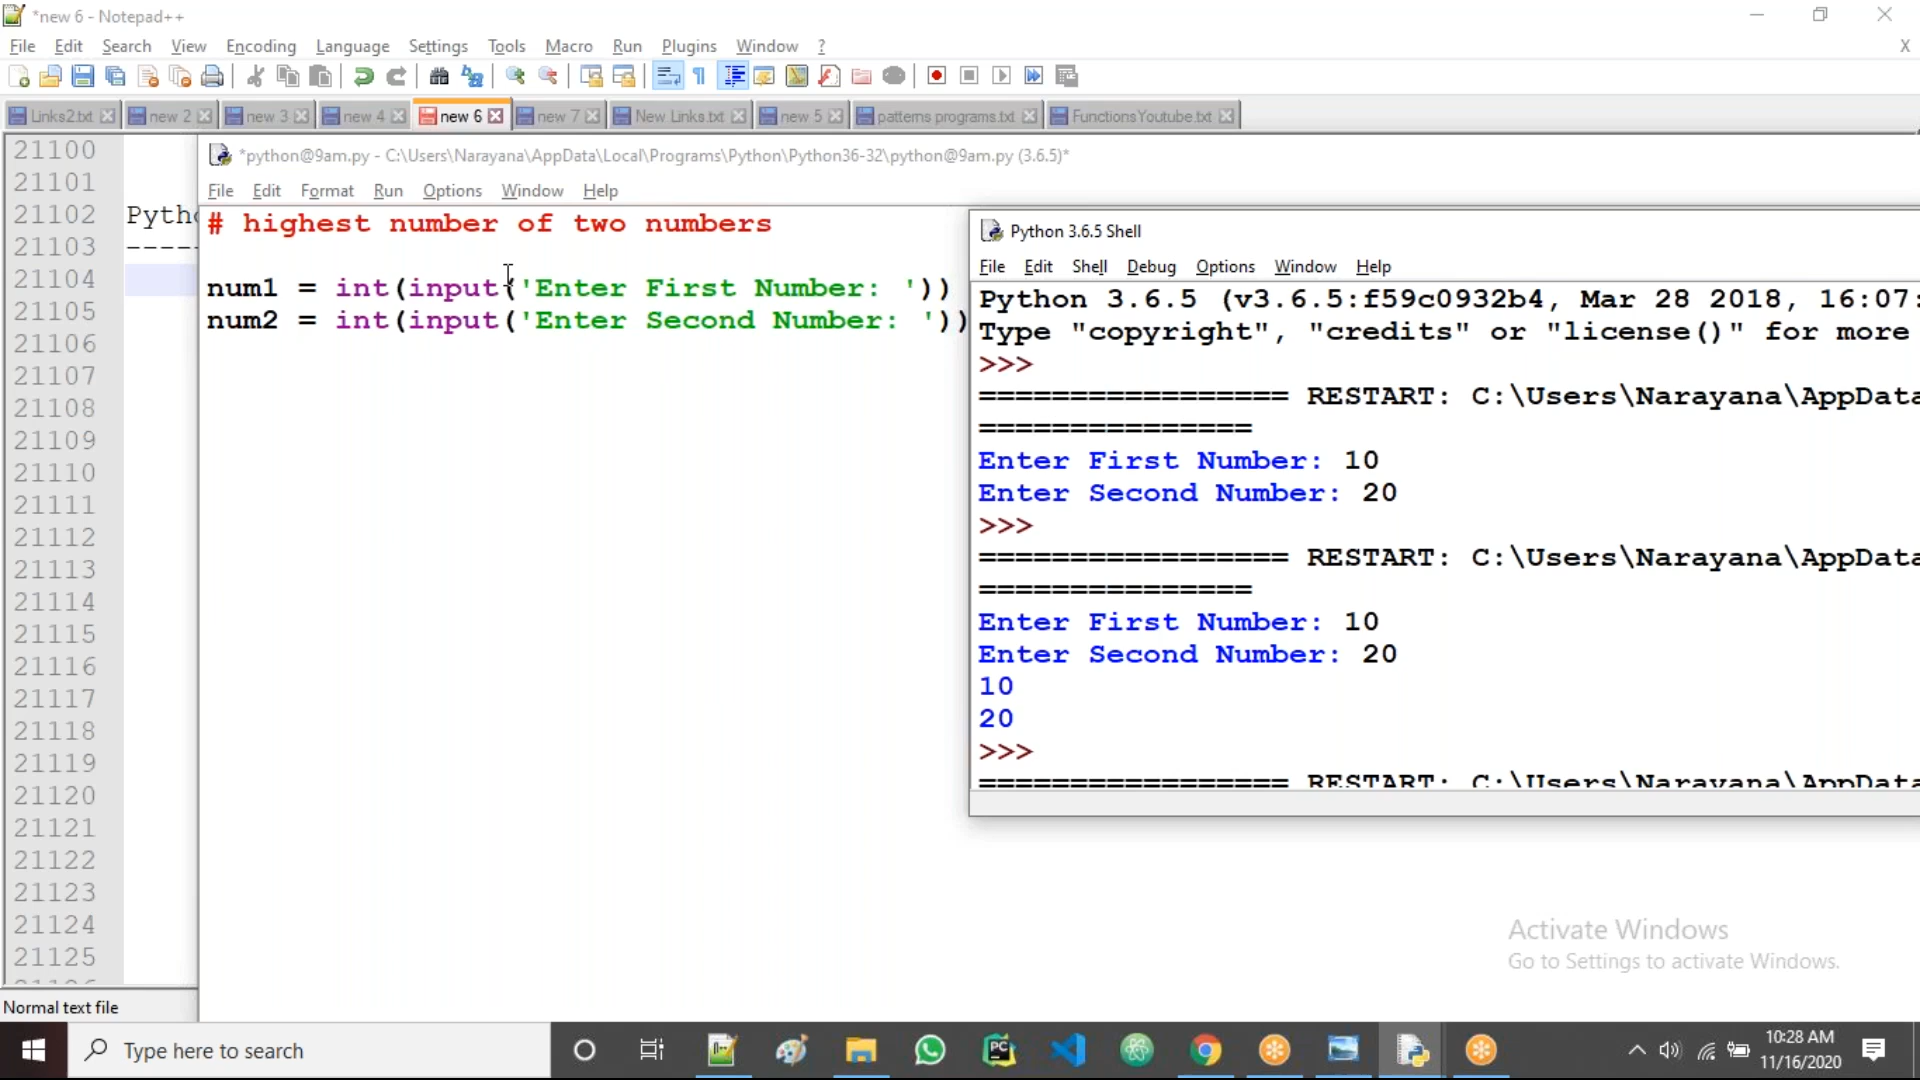 *new 6 - Notepad++
File Edit Search View Encoding Language Settings Tools Macro Run Plugins Window ?
X
Links2.txt new 2 new 3 new 4 new 6 new 7 New Links.txt new 5 patterns programs.txt FunctionsYoutube.txt
21100
21101
21102 Pytho
21103 ----
21104
21105
21106
21107
21108
21109
21110
21111
21112
21113
21114
21115
21116
21117
21118
21119
21120
21121
21122
21123
21124
21125
*python@9am.py - C:\Users\Narayana\AppData\Local\Programs\Python\Python36-32\python@9am.py (3.6.5)*
File Edit Format Run Options Window Help
# highest number of two numbers
num1 = int(input('Enter First Number: '))
num2 = int(input('Enter Second Number: '))
Python 3.6.5 Shell
File Edit Shell Debug Options Window Help
Python 3.6.5 (v3.6.5:f59c0932b4, Mar 28 2018, 16:07:
Type "copyright", "credits" or "license()" for more
>>>
================= RESTART: C:\Users\Narayana\AppData
===============
Enter First Number: 10
Enter Second Number: 20
>>>
================= RESTART: C:\Users\Narayana\AppData
===============
Enter First Number: 10
Enter Second Number: 20
10
20
>>>
================= RESTART: C:\Users\Narayana\AppData
Activate Windows
Go to Settings to activate Windows.
Normal text file
Type here to search
10:28 AM
11/16/2020